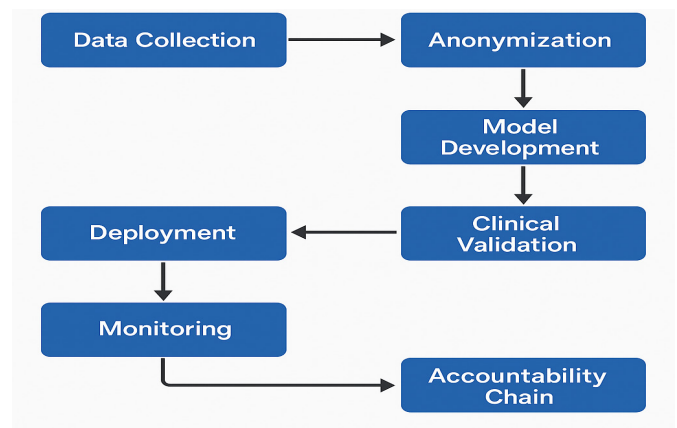 Data Collection
Anonymization
Model
Development
Clinical
Validation
Deployment
Monitoring
Accountability
Chain